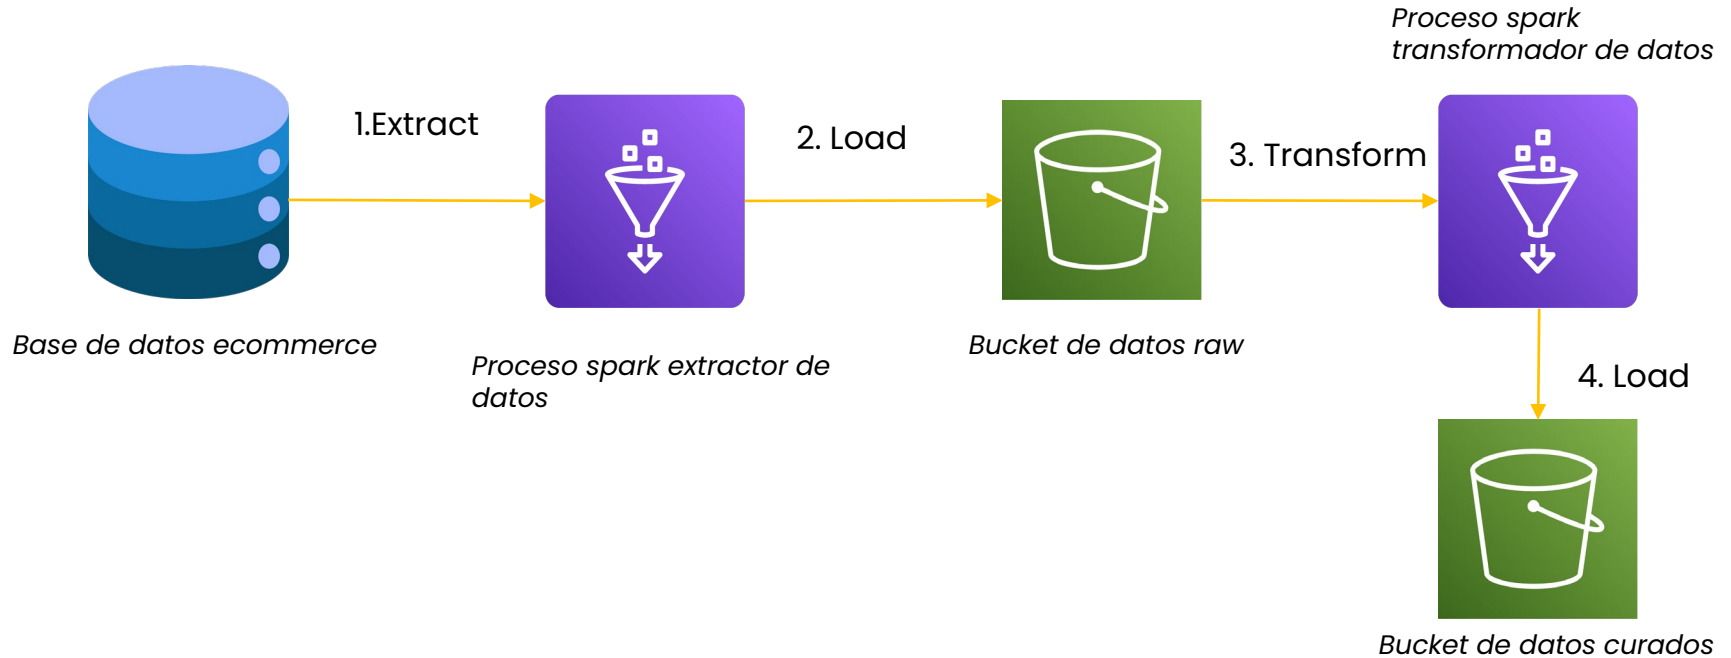 Proceso spark
transformador de datos
1.Extract
2. Load
3. Transform
Base de datos ecommerce
Proceso spark extractor de
datos
Bucket de datos raw
4. Load
Bucket de datos curados